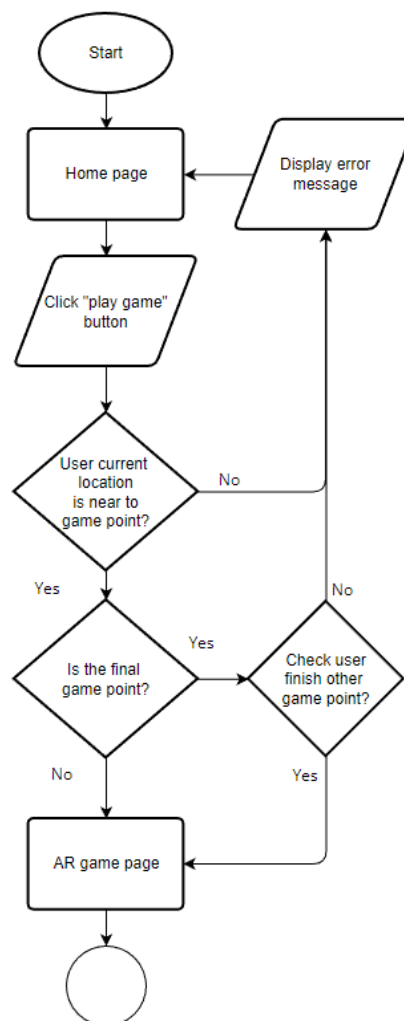 Start
Home page
Display error
message
Click "play game"
button
User current
location
is near to
game point?
No
Yes
Is the final
game point?
Yes
No
Check user
finish other
game point?
No
Yes
AR game page